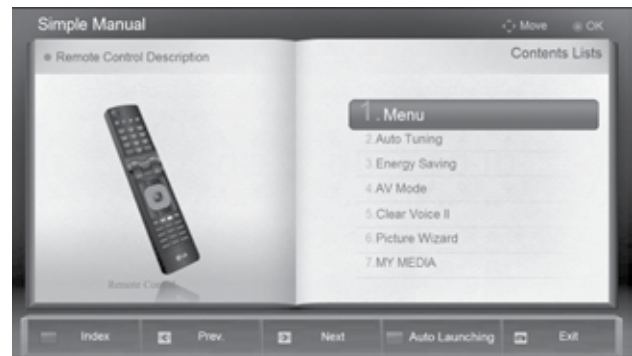 Simple Manual
Move OK
Remote Control Description
Contents Lists
1. Menu
2.Auto Tuning
3.Energy Saving
4.AV Mode
5.Clear Voice II
6.Picture Wizard
7.MY MEDIA
Remote Control
Index Prev. Next Auto Launching Exit